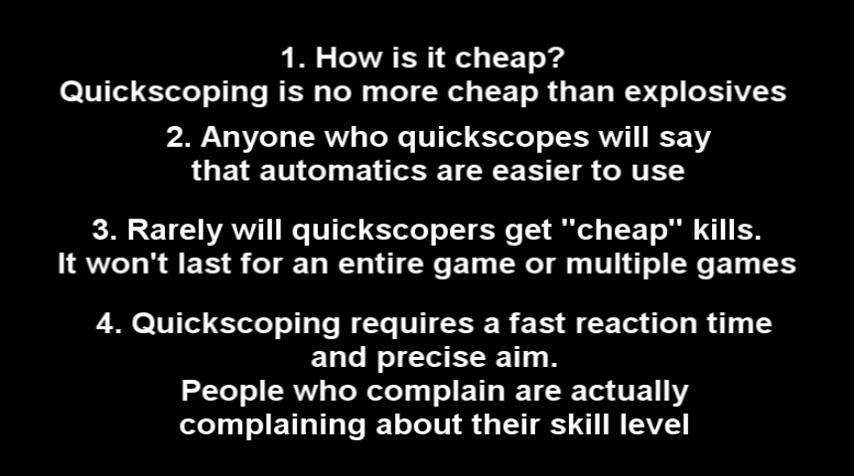 1. How is it cheap?
Quickscoping is no more cheap than explosives
2. Anyone who quickscopes will say
that automatics are easier to use
3. Rarely will quickscopers get "cheap" kills.
It won't last for an entire game or multiple games
4. Quickscoping requires a fast reaction time
and precise aim.
People who complain are actually
complaining about their skill level